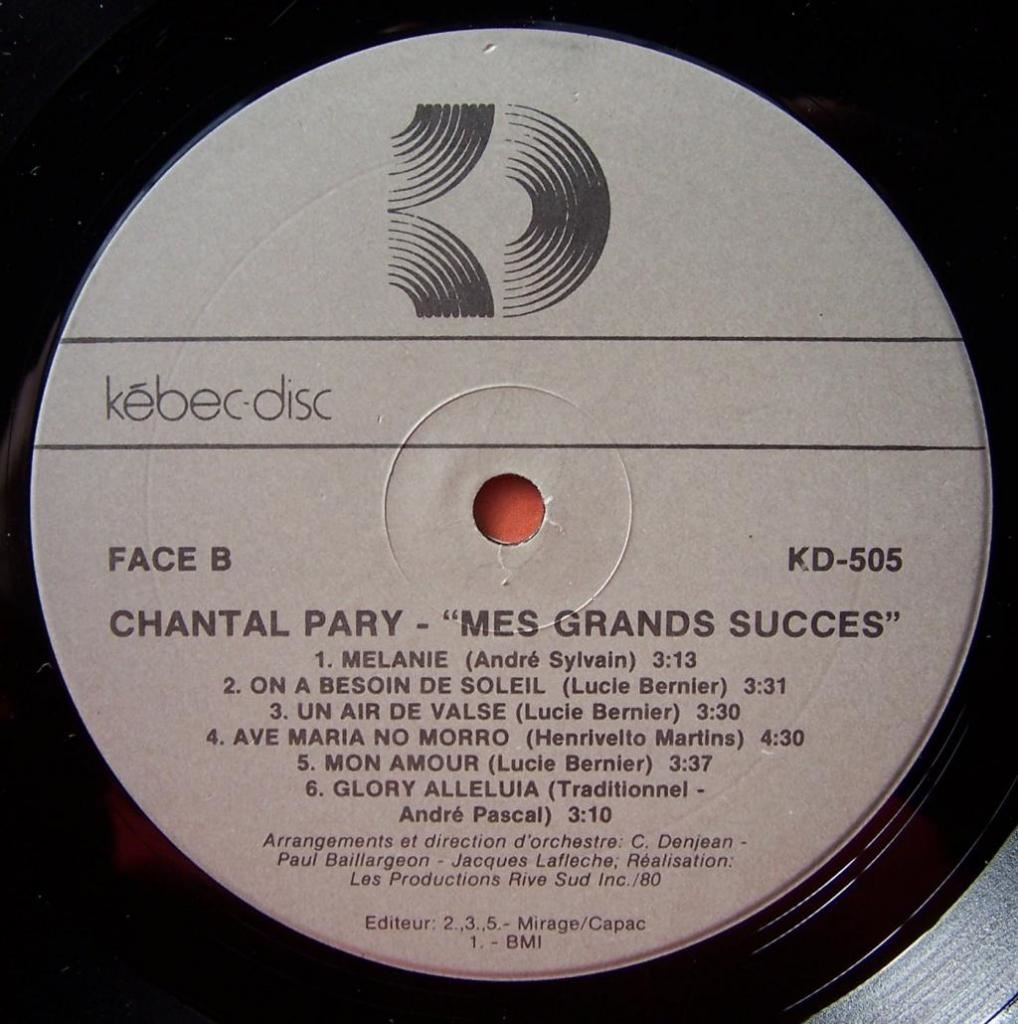 kébec-disc
FACE B KD-505
CHANTAL PARY - “MES GRANDS SUCCES”
1. MELANIE (André Sylvain) 3:13
2. ON A BESOIN DE SOLEIL (Lucie Bernier) 3:31
3. UN AIR DE VALSE (Lucie Bernier) 3:30
4. AVE MARIA NO MORRO (Henrivelto Martins) 4:30
5. MON AMOUR (Lucie Bernier) 3:37
6. GLORY ALLELUIA (Traditionnel -
André Pascal) 3:10
Arrangements et direction d'orchestre: C. Denjean -
Paul Baillargeon - Jacques Lafleche; Réalisation:
Les Productions Rive Sud Inc./80
Editeur: 2.,3.,5.- Mirage/Capac
1. - BMI